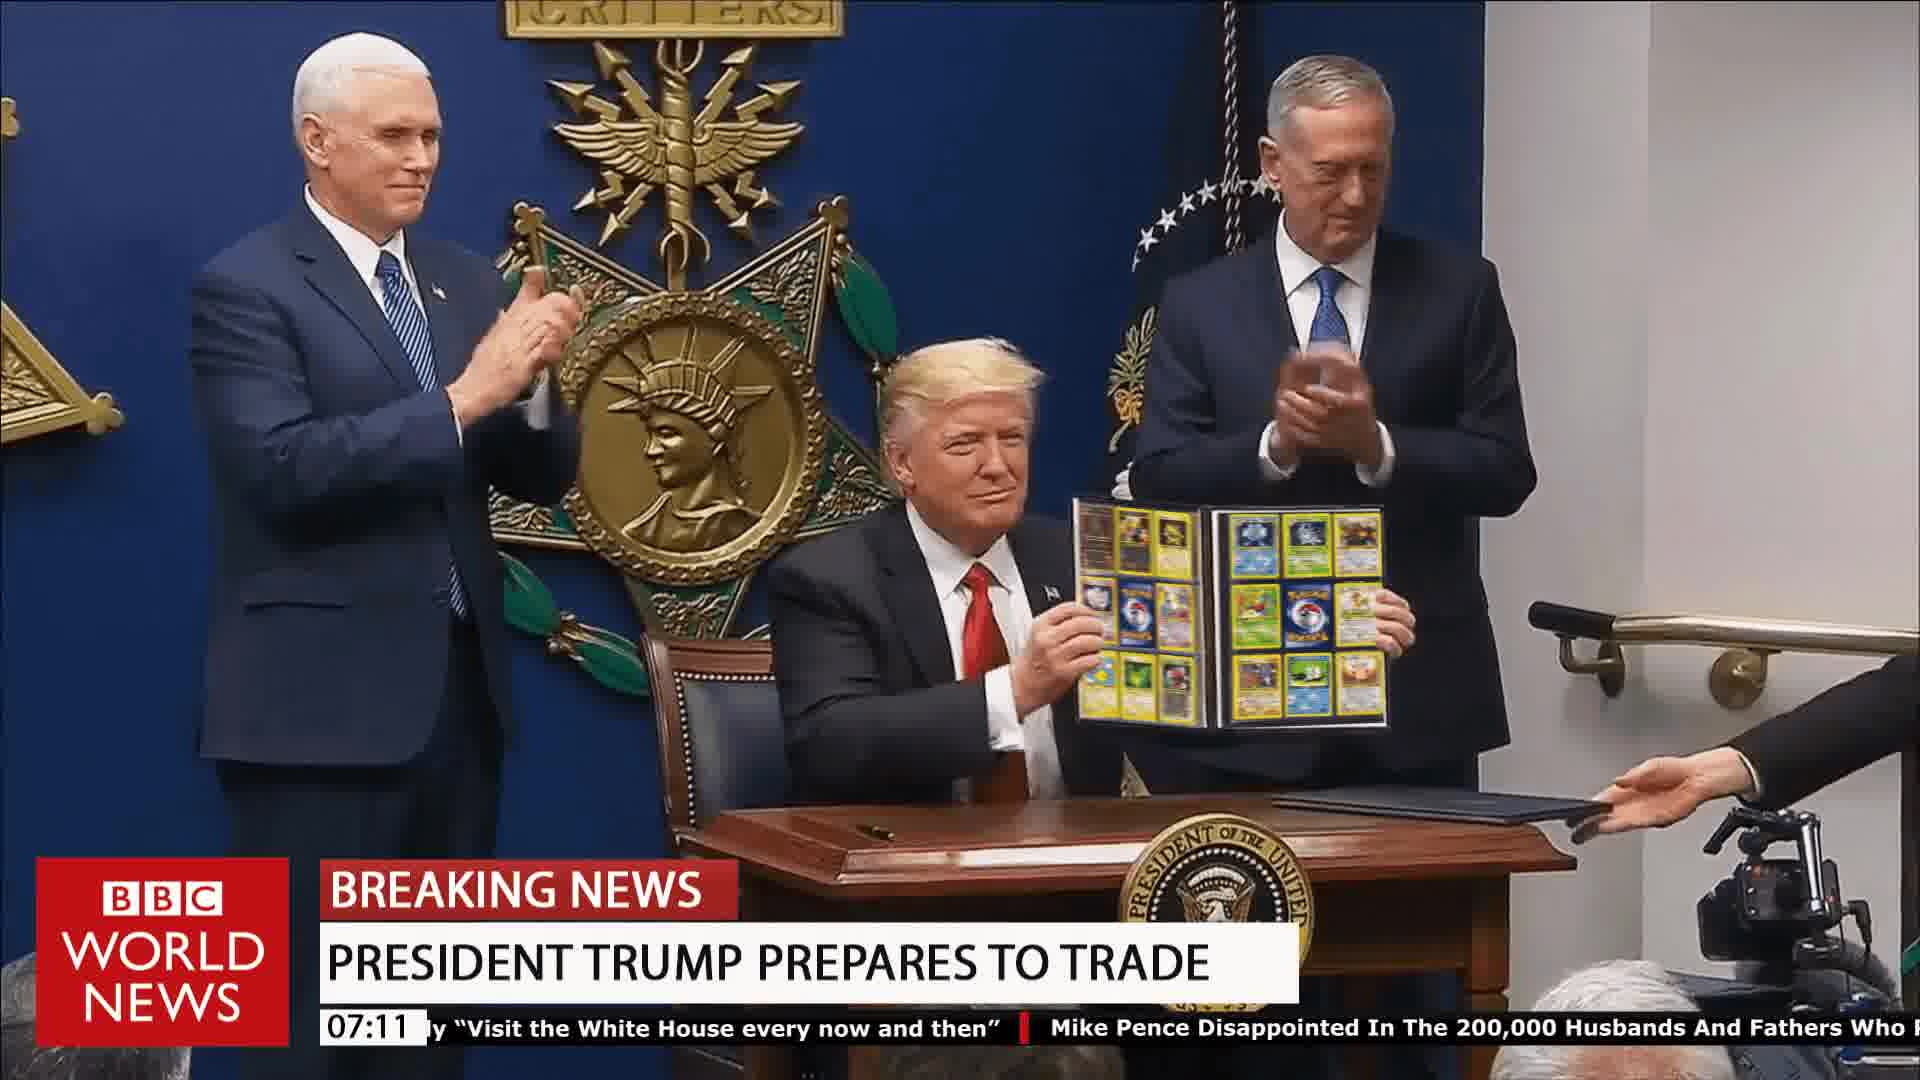 CRITTERS
PRESIDENT OF THE UNITED
BBC
WORLD
NEWS
BREAKING NEWS
PRESIDENT TRUMP PREPARES TO TRADE
07:11
ly “Visit the White House every now and then”
Mike Pence Disappointed In The 200,000 Husbands And Fathers Who